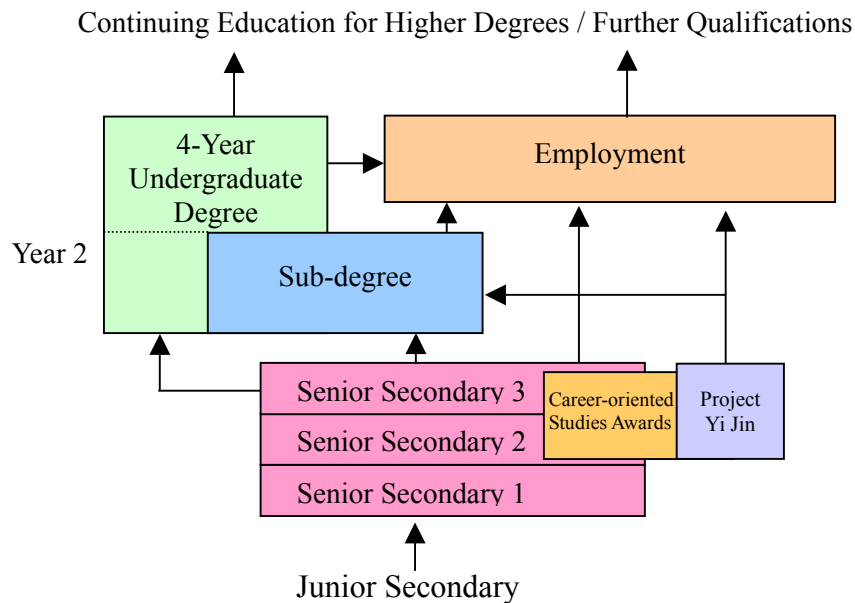 Continuing Education for Higher Degrees / Further Qualifications
4-Year
Undergraduate
Degree
Employment
Year 2
Sub-degree
Senior Secondary 3
Career-oriented
Studies Awards
Project
Yi Jin
Senior Secondary 2
Senior Secondary 1
Junior Secondary